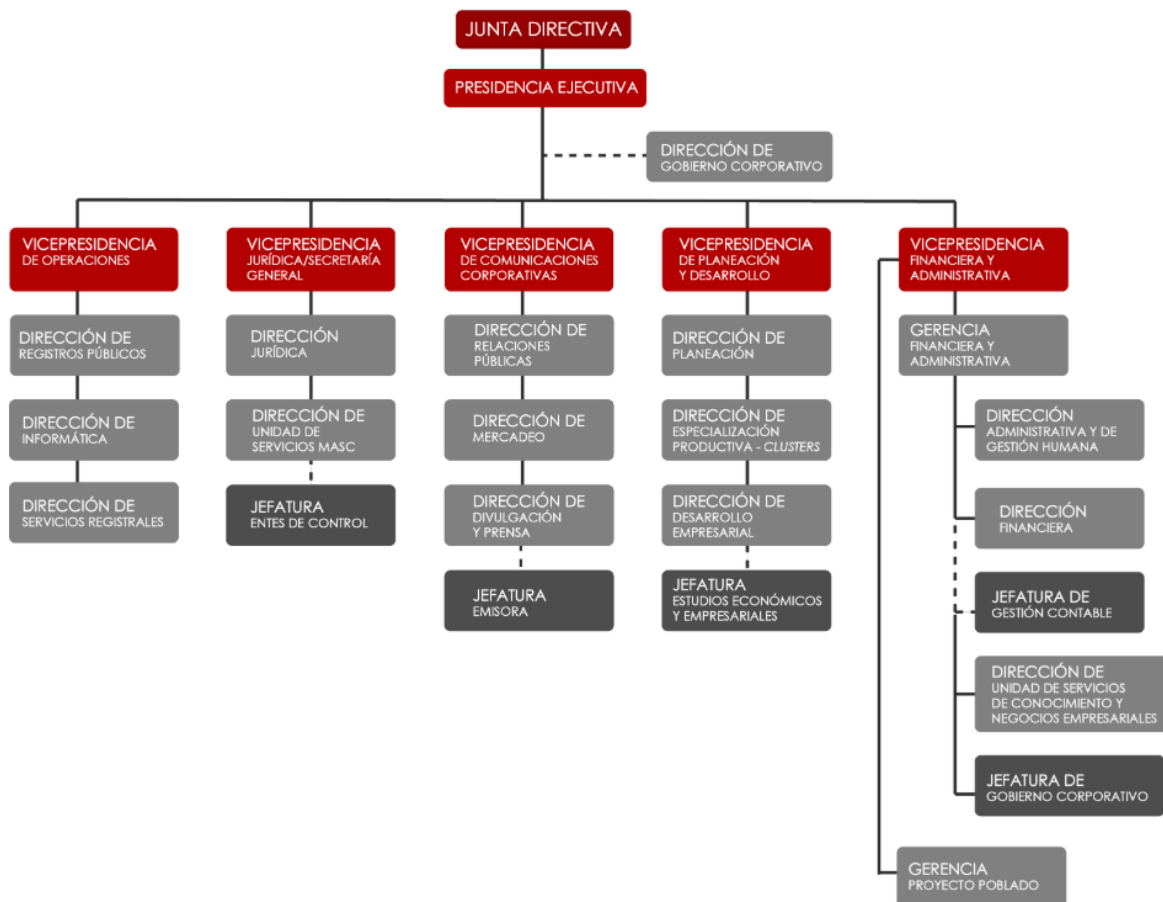 JUNTA DIRECTIVA
PRESIDENCIA EJECUTIVA
DIRECCIÓN DE
GOBIERNO CORPORATIVO
VICEPRESIDENCIA
DE OPERACIONES
VICEPRESIDENCIA
JURÍDICA/SECRETARÍA
GENERAL
VICEPRESIDENCIA
DE COMUNICACIONES
CORPORATIVAS
VICEPRESIDENCIA
DE PLANEACIÓN
Y DESARROLLO
VICEPRESIDENCIA
FINANCIERA Y
ADMINISTRATIVA
DIRECCIÓN DE
REGISTROS PÚBLICOS
DIRECCIÓN
JURÍDICA
DIRECCIÓN DE
RELACIONES
PÚBLICAS
DIRECCIÓN DE
PLANEACIÓN
GERENCIA
FINANCIERA Y
ADMINISTRATIVA
DIRECCIÓN DE
INFORMÁTICA
DIRECCIÓN DE
UNIDAD DE
SERVICIOS MASC
DIRECCIÓN DE
MERCADEO
DIRECCIÓN DE
ESPECIALIZACIÓN
PRODUCTIVA - CLUSTERS
DIRECCIÓN
ADMINISTRATIVA Y DE
GESTIÓN HUMANA
DIRECCIÓN DE
SERVICIOS REGISTRALES
JEFATURA
ENTES DE CONTROL
DIRECCIÓN DE
DIVULGACIÓN
Y PRENSA
DIRECCIÓN DE
DESARROLLO
EMPRESARIAL
DIRECCIÓN
FINANCIERA
JEFATURA
EMISORA
JEFATURA
ESTUDIOS ECONÓMICOS
Y EMPRESARIALES
JEFATURA DE
GESTIÓN CONTABLE
DIRECCIÓN DE
UNIDAD DE SERVICIOS
DE CONOCIMIENTO Y
NEGOCIOS EMPRESARIALES
JEFATURA DE
GOBIERNO CORPORATIVO
GERENCIA
PROYECTO POBLADO